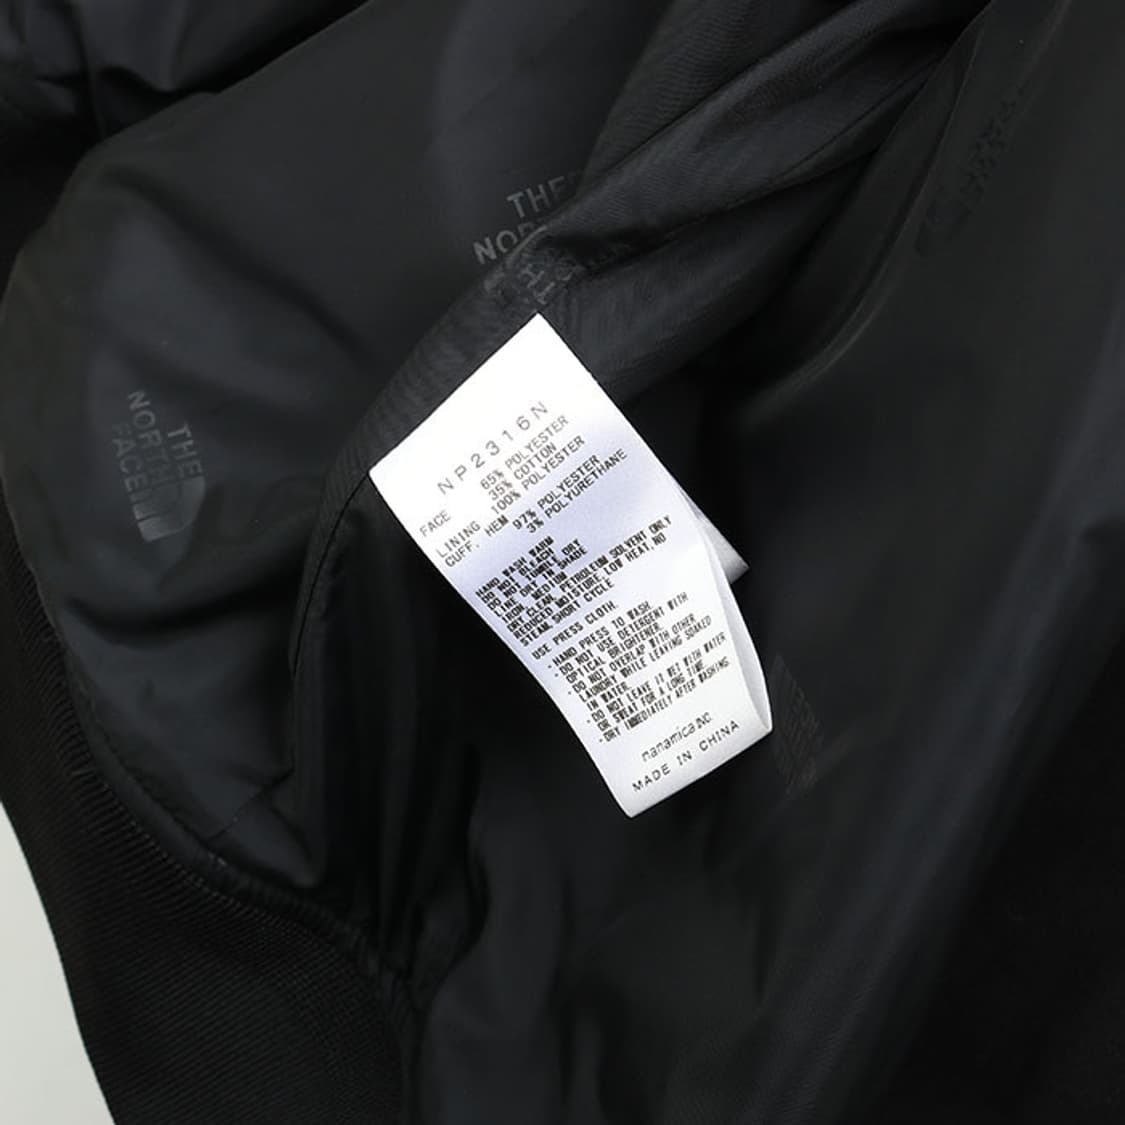 THE
NOR
THE
NORTH
FACE
NP2316N
FACE 65% POLYESTER
35% COTTON
LINING 100% POLYESTER
CUFF. HEM 97% POLYESTER
3% POLYURETHANE
HAND WASH WARM
DO NOT BLEACH
DO NOT TUMBLE DRY
LINE DRY IN SHADE
IRON, MEDIUM
DRY CLEAN, PETROLEUM SOLVENT ONLY
REDUCED MOISTURE, LOW HEAT, NO
STEAM, SHORT CYCLE
USE PRESS CLOTH.
·HAND PRESS TO WASH.
·DO NOT USE DETERGENT WITH
OPTICAL BRIGHTENER.
·DO NOT OVERLAP WITH OTHER
LAUNDRY WHILE LEAVING SOAKED
IN WATER.
·DO NOT LEAVE IT WET WITH WATER
OR SWEAT FOR A LONG TIME.
·DRY IMMEDIATELY AFTER WASHING.
nanamica INC.
MADE IN CHINA